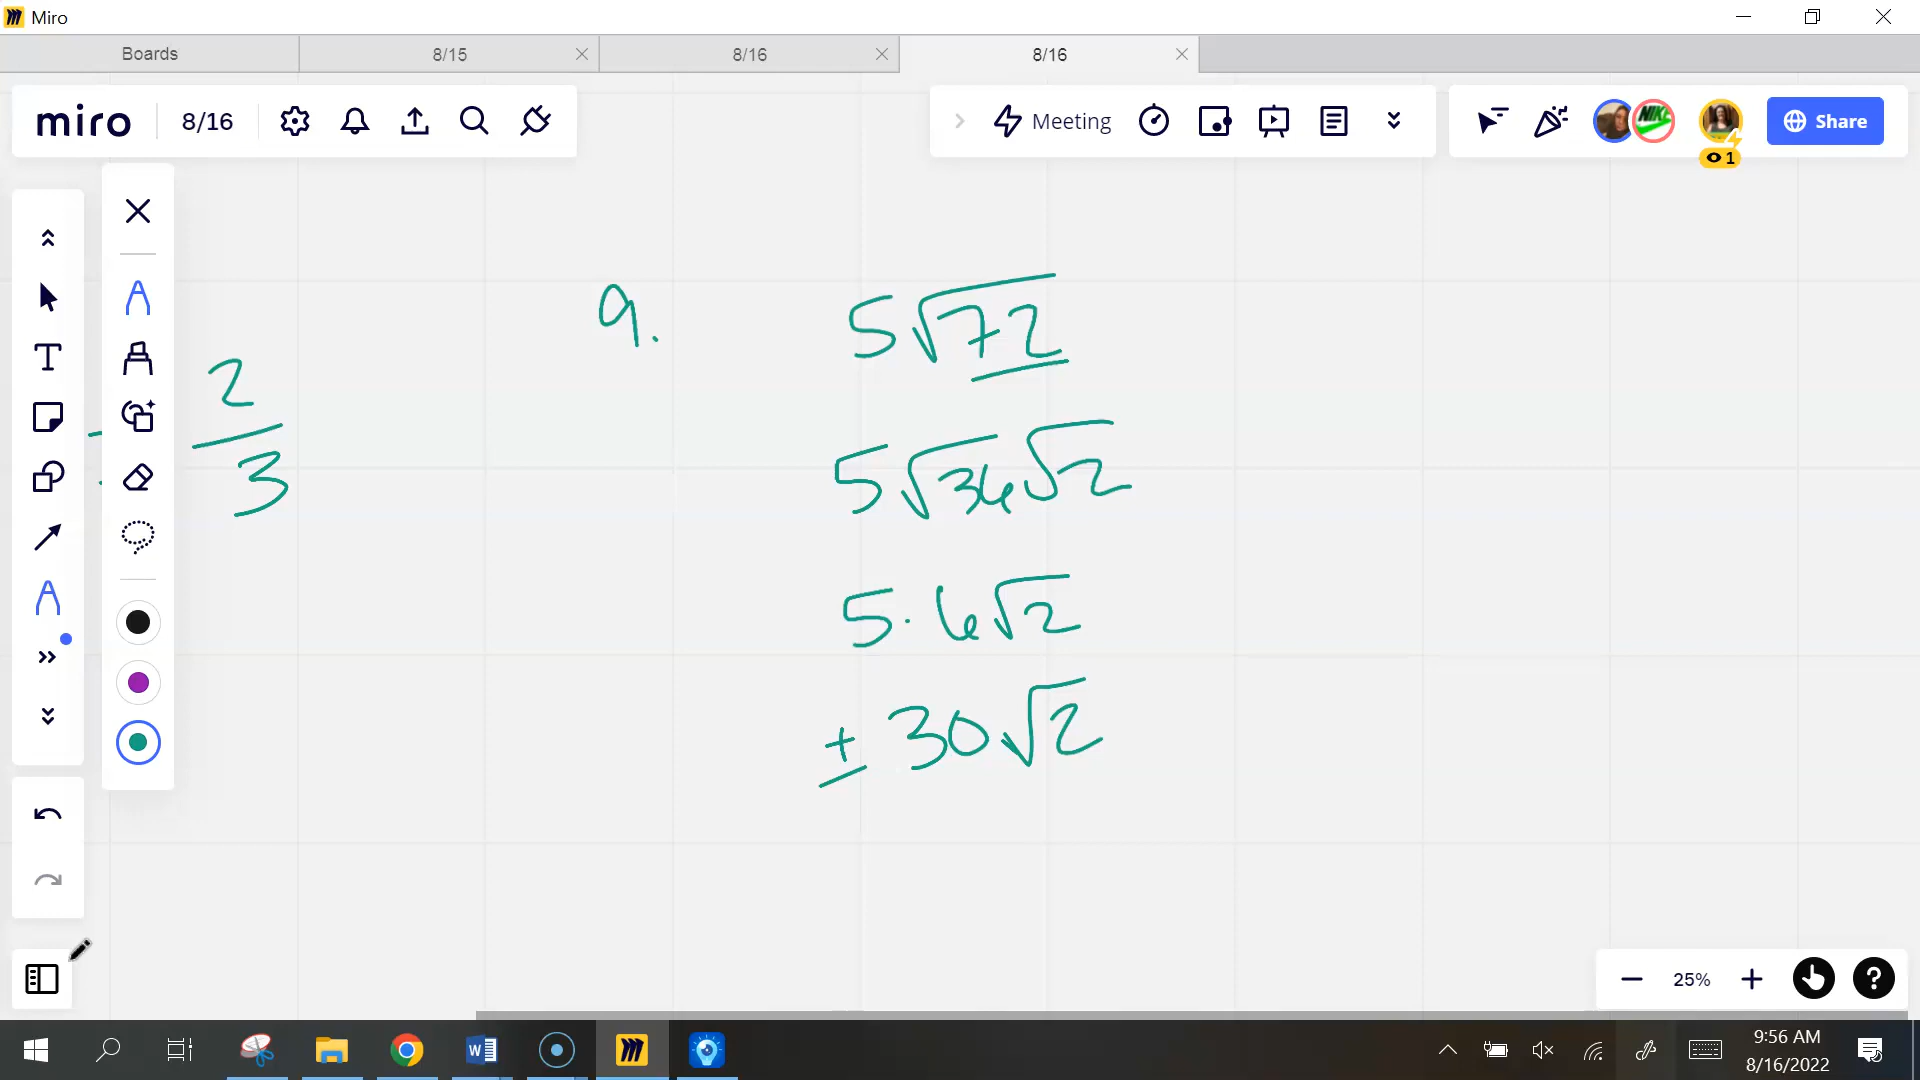 Miro
Boards 8/15 8/16 8/16
miro 8/16 Meeting Share
1
9. 5√72
2
3
5√36√2
5·6√2
± 30√2
25%
9:56 AM
8/16/2022